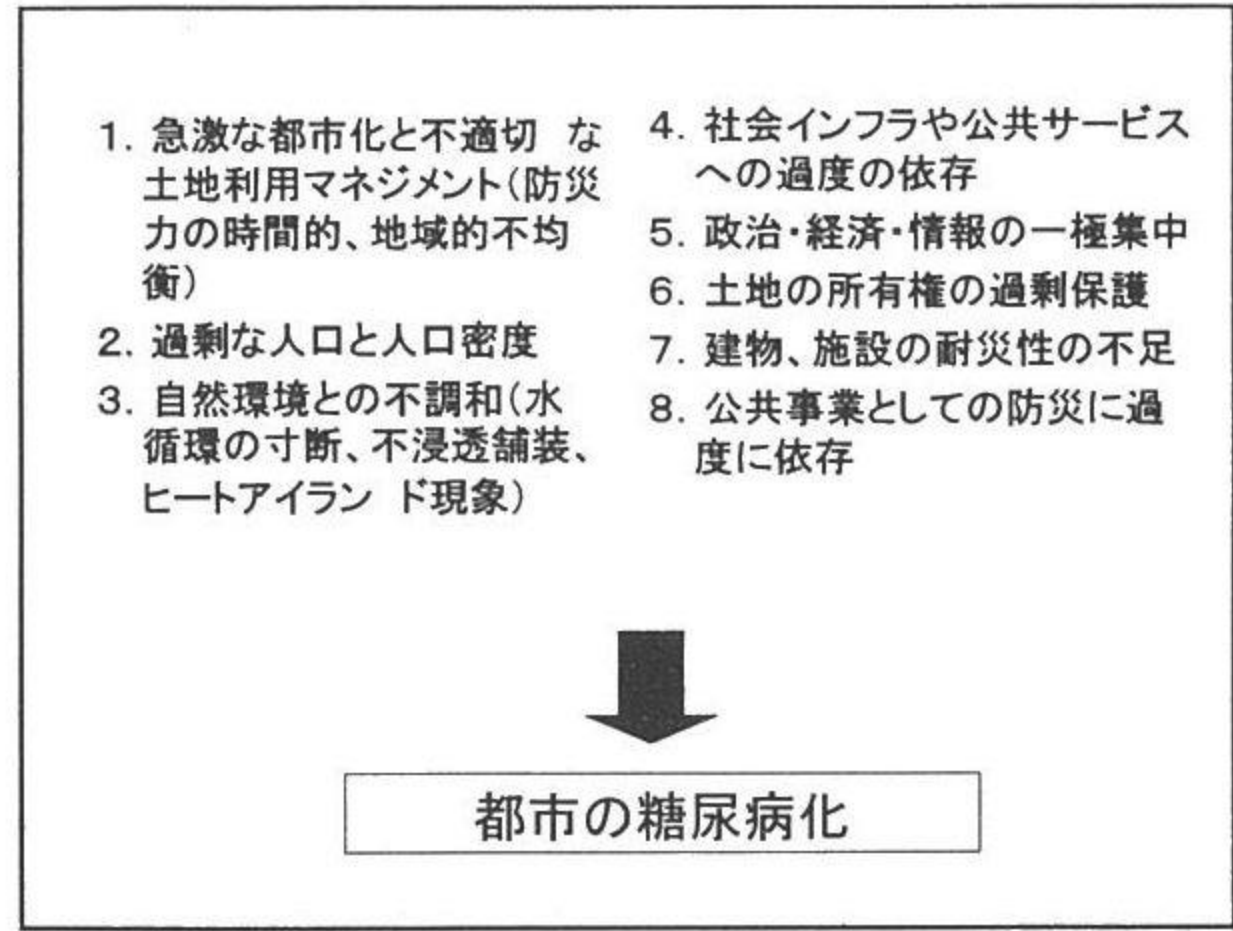 1. 急激な都市化と不適切 な
土地利用マネジメント(防災
力の時間的、地域的不均
衡)
2. 過剰な人口と人口密度
3. 自然環境との不調和(水
循環の寸断、不浸透舗装、
ヒートアイラン ド現象)
4. 社会インフラや公共サービス
への過度の依存
5. 政治・経済・情報の一極集中
6. 土地の所有権の過剰保護
7. 建物、施設の耐災性の不足
8. 公共事業としての防災に過
度に依存
都市の糖尿病化